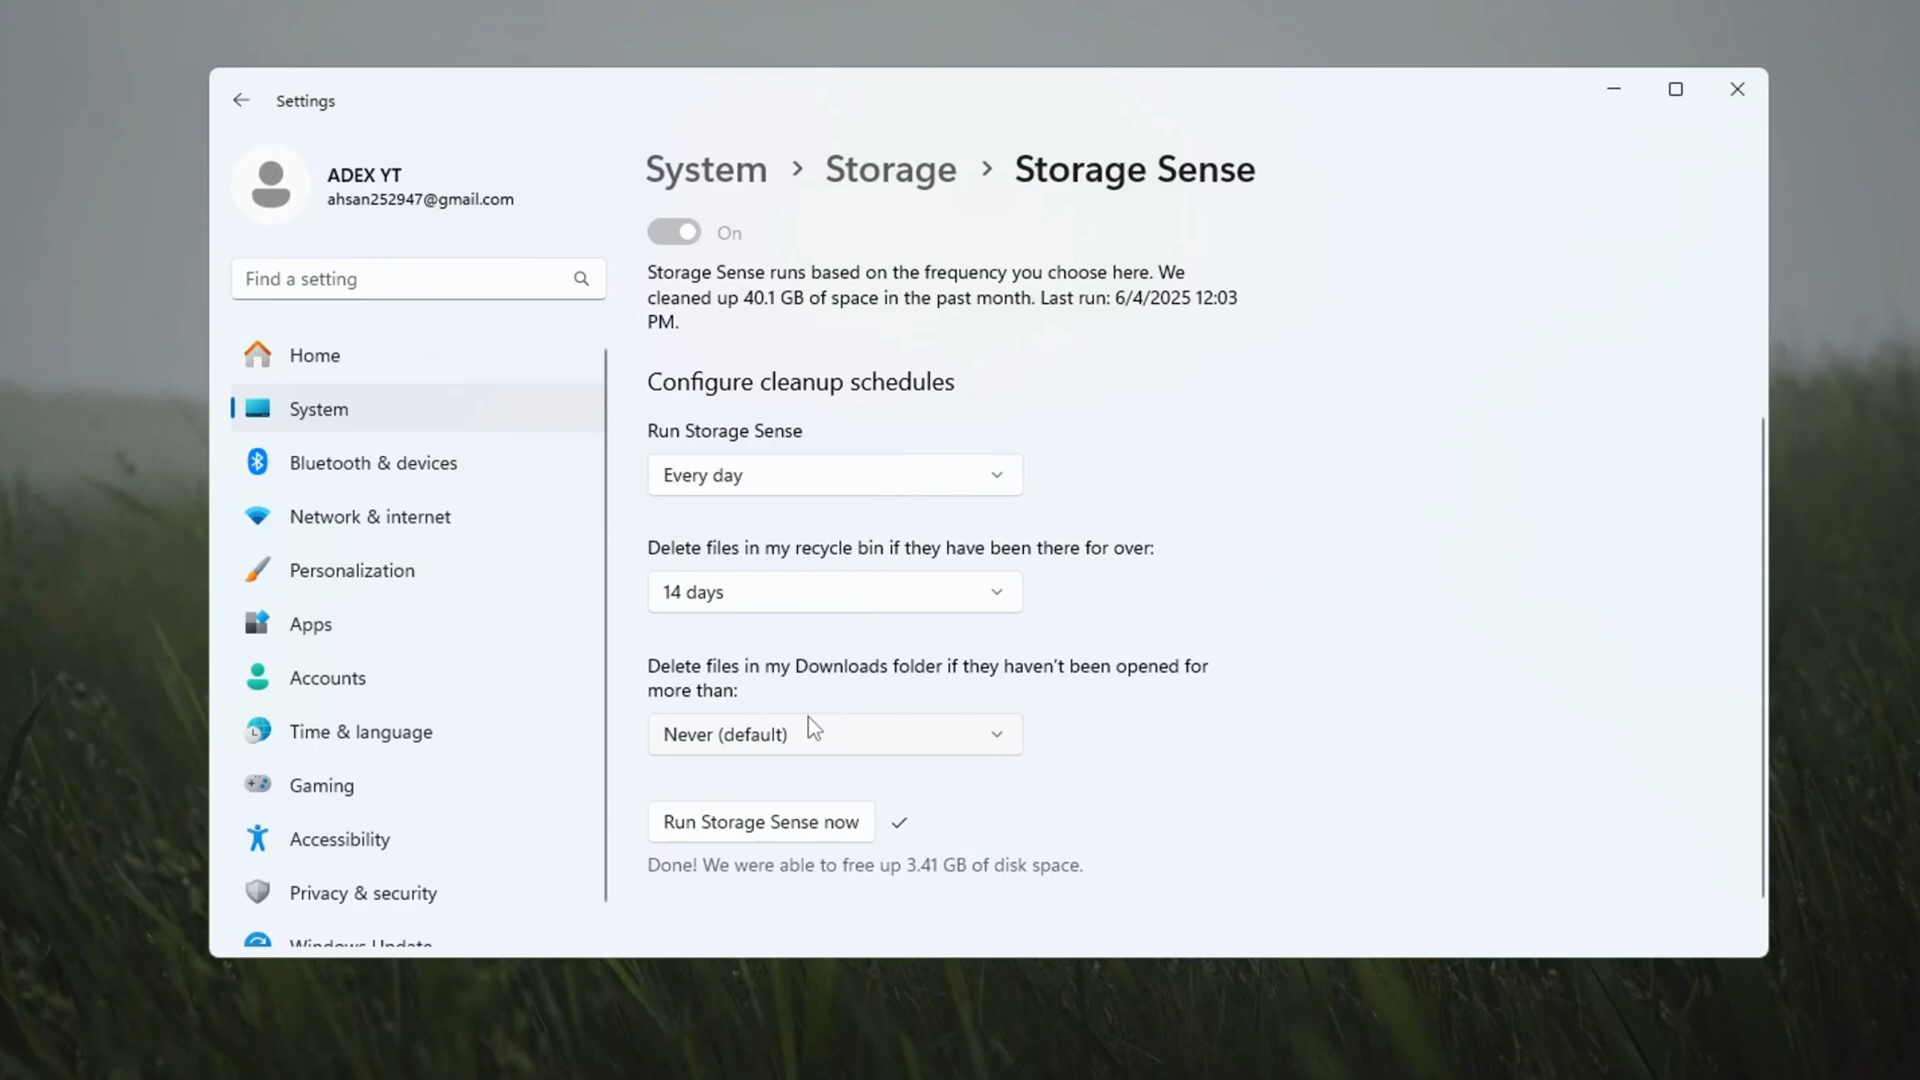 Settings
ADEX YT
ahsan252947@gmail.com
Find a setting
Home
System
Bluetooth & devices
Network & internet
Personalization
Apps
Accounts
Time & language
Gaming
Accessibility
Privacy & security
Windows Update
System > Storage > Storage Sense
On
Storage Sense runs based on the frequency you choose here. We
cleaned up 40.1 GB of space in the past month. Last run: 6/4/2025 12:03
PM.
Configure cleanup schedules
Run Storage Sense
Every day
Delete files in my recycle bin if they have been there for over:
14 days
Delete files in my Downloads folder if they haven't been opened for
more than:
Never (default)
Run Storage Sense now
Done! We were able to free up 3.41 GB of disk space.